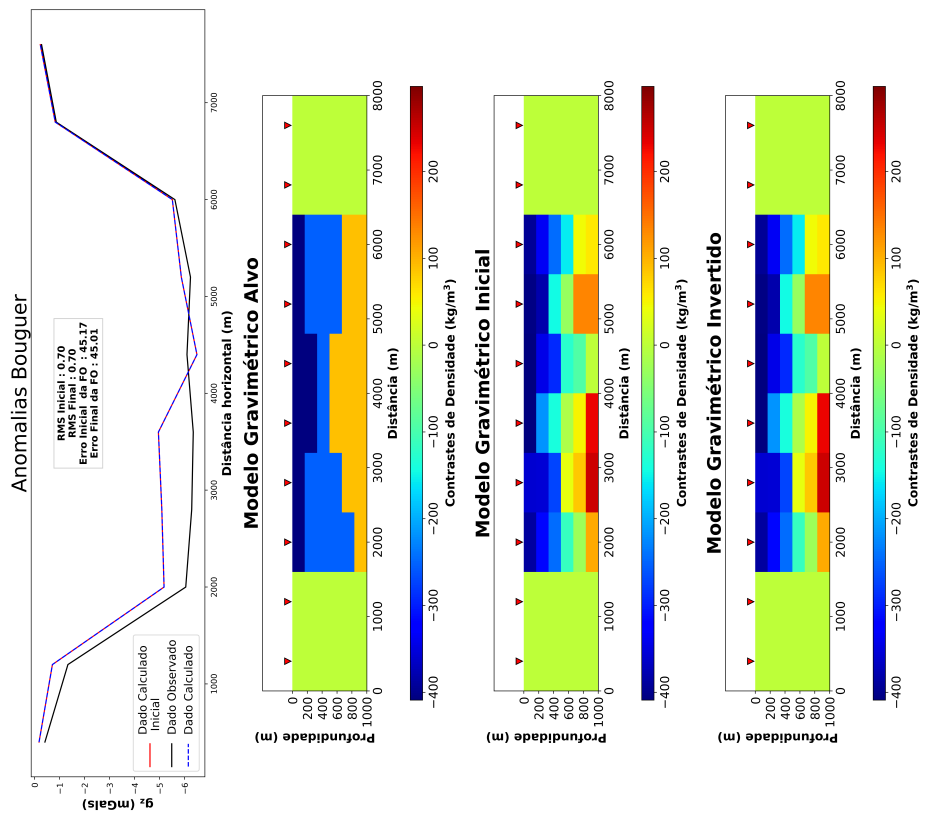 Anomalias Bouguer
g_z (mGals)
0
−1
−2
−3
−4
−5
−6
RMS Inicial : 0.70
RMS Final : 0.70
Erro Inicial da FO : 45.17
Erro Final da FO : 45.01
Dado Calculado
Inicial
Dado Observado
Dado Calculado
1000 2000 3000 4000 5000 6000 7000
Distância horizontal (m)
Modelo Gravimétrico Alvo
Profundidade (m)
0
200
400
600
800
1000
0 1000 2000 3000 4000 5000 6000 7000 8000
Distância (m)
−400 −300 −200 −100 0 100 200
Contrastes de Densidade (kg/m³)
Modelo Gravimétrico Inicial
Profundidade (m)
0
200
400
600
800
1000
0 1000 2000 3000 4000 5000 6000 7000 8000
Distância (m)
−400 −300 −200 −100 0 100 200
Contrastes de Densidade (kg/m³)
Modelo Gravimétrico Invertido
Profundidade (m)
0
200
400
600
800
1000
0 1000 2000 3000 4000 5000 6000 7000 8000
Distância (m)
−400 −300 −200 −100 0 100 200
Contrastes de Densidade (kg/m³)